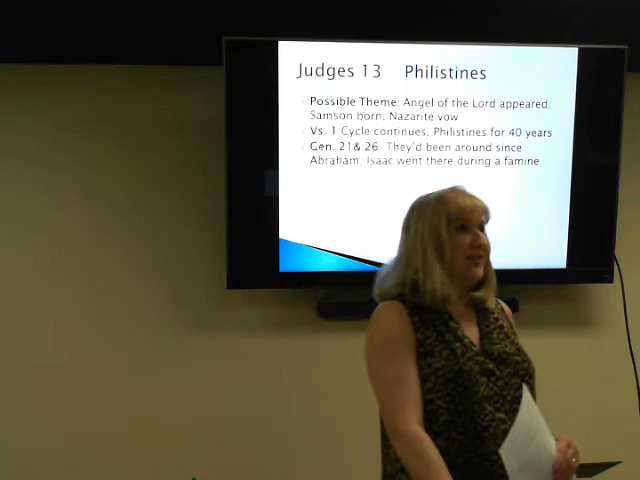 Judges 13 Philistines
Possible Theme: Angel of the Lord appeared;
Samson born, Nazarite vow
Vs. 1 Cycle continues, Philistines for 40 years
Gen. 21& 26 They'd been around since
Abraham. Isaac went there during a famine